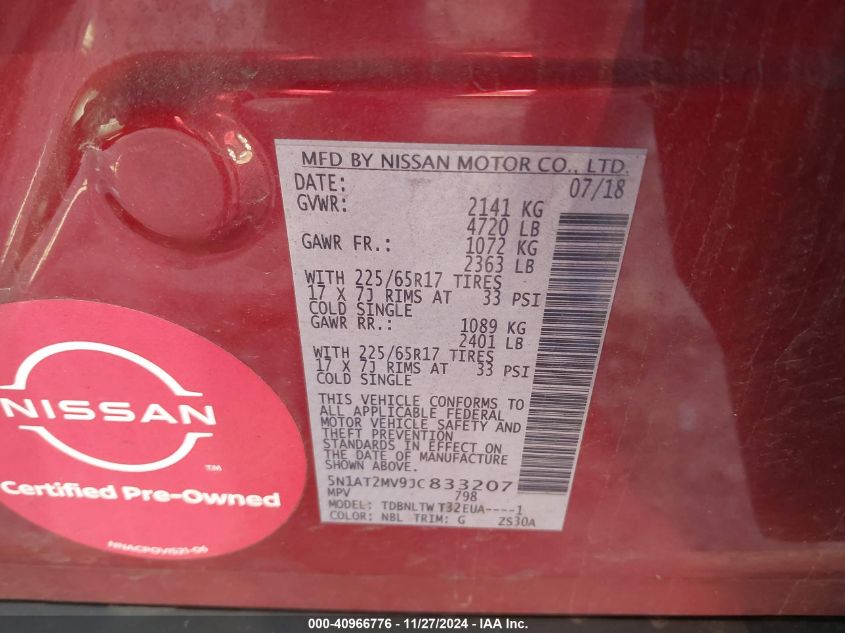 MFD BY NISSAN MOTOR CO., LTD.
DATE: 07/18
GVWR: 2141 KG
4720 LB
GAWR FR.: 1072 KG
2363 LB
WITH 225/65R17 TIRES
17 X 7J RIMS AT 33 PSI
COLD SINGLE
GAWR RR.: 1089 KG
2401 LB
WITH 225/65R17 TIRES
17 X 7J RIMS AT 33 PSI
COLD SINGLE
THIS VEHICLE CONFORMS TO
ALL APPLICABLE FEDERAL
MOTOR VEHICLE SAFETY AND
THEFT PREVENTION
STANDARDS IN EFFECT ON
THE DATE OF MANUFACTURE
SHOWN ABOVE.
5N1AT2MV9JC833207
MPV 798
MODEL: TDBNLTWT32EUA----1
COLOR: NBL TRIM: G ZS30A
NISSAN
TM
Certified Pre-Owned
000-40966776 - 11/27/2024 - IAA Inc.